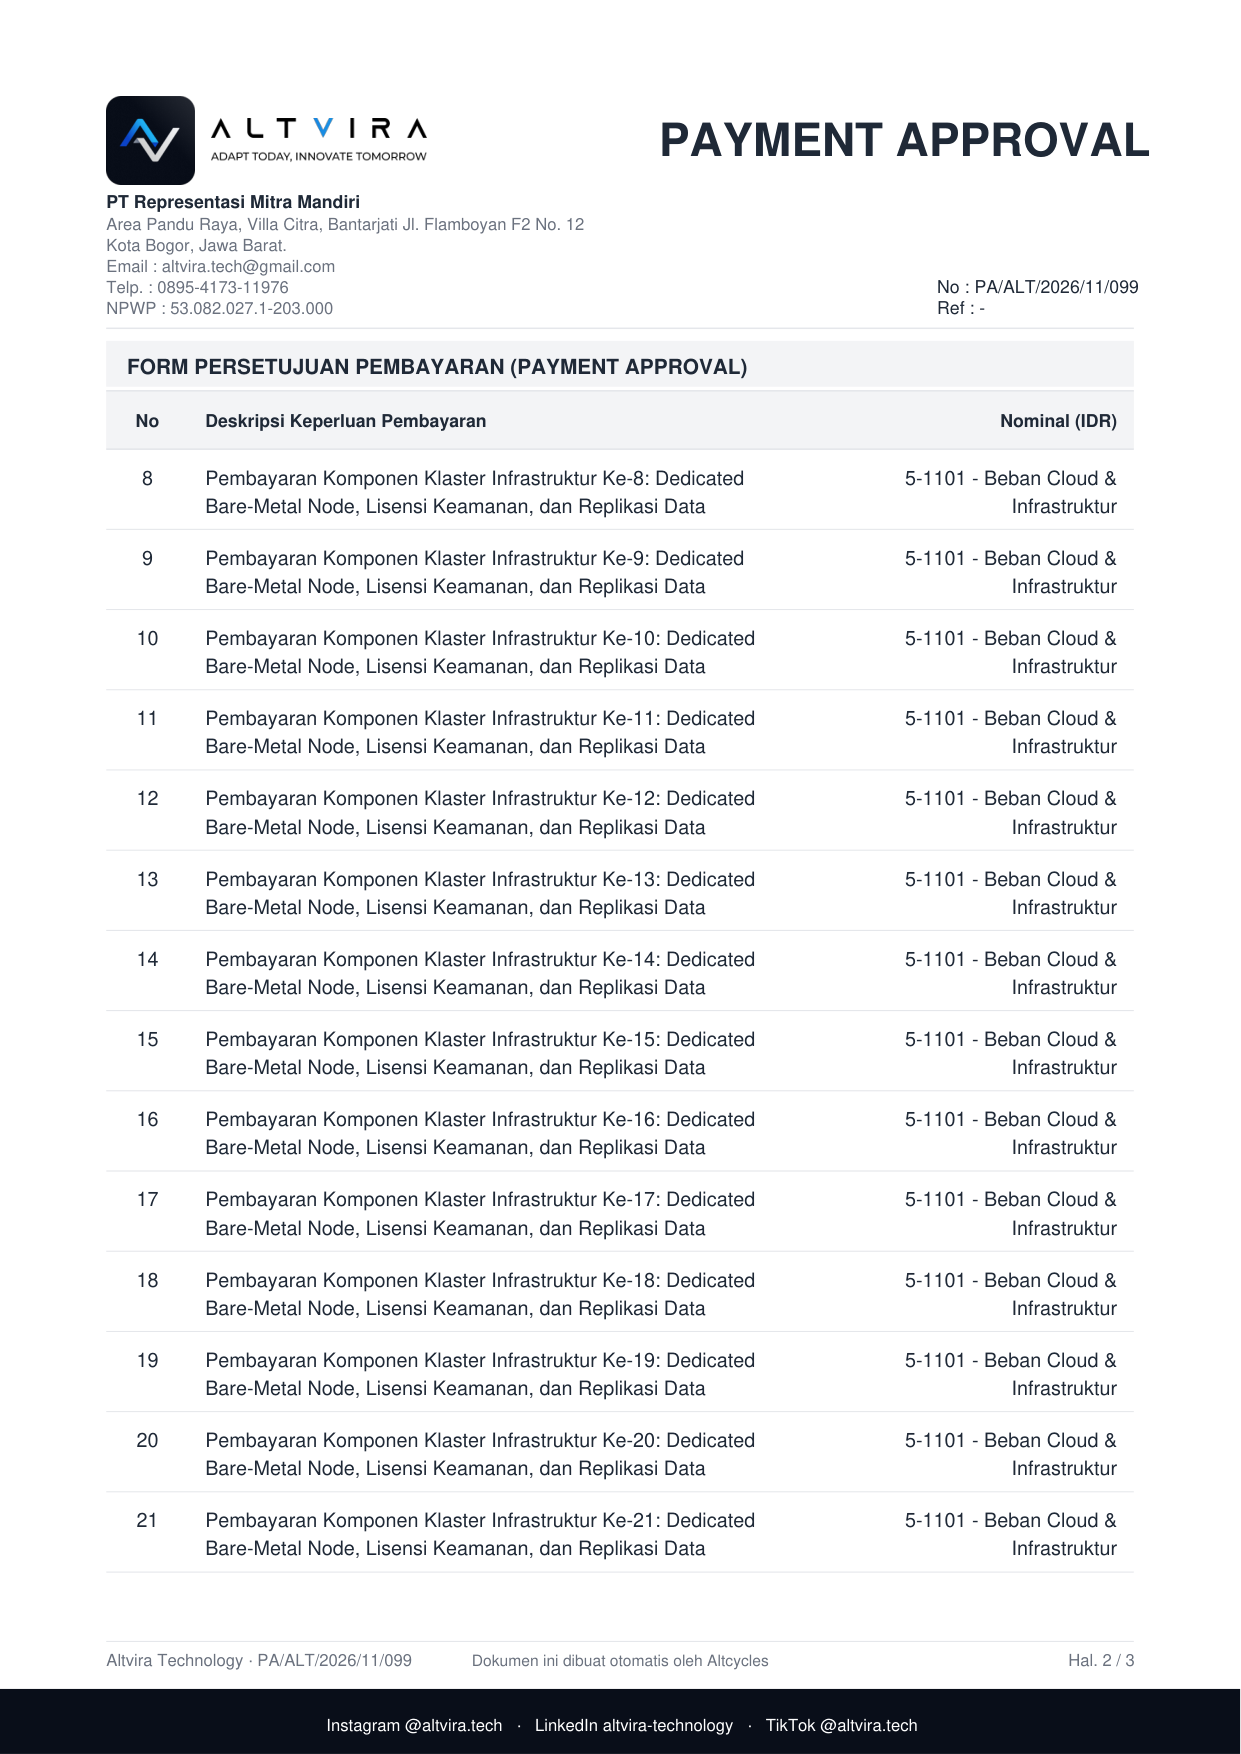 ALTVIRA
ADAPT TODAY, INNOVATE TOMORROW
PAYMENT APPROVAL
PT Representasi Mitra Mandiri
Area Pandu Raya, Villa Citra, Bantarjati Jl. Flamboyan F2 No. 12
Kota Bogor, Jawa Barat.
Email : altvira.tech@gmail.com
Telp. : 0895-4173-11976
NPWP : 53.082.027.1-203.000
No : PA/ALT/2026/11/099
Ref : -
FORM PERSETUJUAN PEMBAYARAN (PAYMENT APPROVAL)
No Deskripsi Keperluan Pembayaran Nominal (IDR)
8 Pembayaran Komponen Klaster Infrastruktur Ke-8: Dedicated 5-1101 - Beban Cloud &
Bare-Metal Node, Lisensi Keamanan, dan Replikasi Data Infrastruktur
9 Pembayaran Komponen Klaster Infrastruktur Ke-9: Dedicated 5-1101 - Beban Cloud &
Bare-Metal Node, Lisensi Keamanan, dan Replikasi Data Infrastruktur
10 Pembayaran Komponen Klaster Infrastruktur Ke-10: Dedicated 5-1101 - Beban Cloud &
Bare-Metal Node, Lisensi Keamanan, dan Replikasi Data Infrastruktur
11 Pembayaran Komponen Klaster Infrastruktur Ke-11: Dedicated 5-1101 - Beban Cloud &
Bare-Metal Node, Lisensi Keamanan, dan Replikasi Data Infrastruktur
12 Pembayaran Komponen Klaster Infrastruktur Ke-12: Dedicated 5-1101 - Beban Cloud &
Bare-Metal Node, Lisensi Keamanan, dan Replikasi Data Infrastruktur
13 Pembayaran Komponen Klaster Infrastruktur Ke-13: Dedicated 5-1101 - Beban Cloud &
Bare-Metal Node, Lisensi Keamanan, dan Replikasi Data Infrastruktur
14 Pembayaran Komponen Klaster Infrastruktur Ke-14: Dedicated 5-1101 - Beban Cloud &
Bare-Metal Node, Lisensi Keamanan, dan Replikasi Data Infrastruktur
15 Pembayaran Komponen Klaster Infrastruktur Ke-15: Dedicated 5-1101 - Beban Cloud &
Bare-Metal Node, Lisensi Keamanan, dan Replikasi Data Infrastruktur
16 Pembayaran Komponen Klaster Infrastruktur Ke-16: Dedicated 5-1101 - Beban Cloud &
Bare-Metal Node, Lisensi Keamanan, dan Replikasi Data Infrastruktur
17 Pembayaran Komponen Klaster Infrastruktur Ke-17: Dedicated 5-1101 - Beban Cloud &
Bare-Metal Node, Lisensi Keamanan, dan Replikasi Data Infrastruktur
18 Pembayaran Komponen Klaster Infrastruktur Ke-18: Dedicated 5-1101 - Beban Cloud &
Bare-Metal Node, Lisensi Keamanan, dan Replikasi Data Infrastruktur
19 Pembayaran Komponen Klaster Infrastruktur Ke-19: Dedicated 5-1101 - Beban Cloud &
Bare-Metal Node, Lisensi Keamanan, dan Replikasi Data Infrastruktur
20 Pembayaran Komponen Klaster Infrastruktur Ke-20: Dedicated 5-1101 - Beban Cloud &
Bare-Metal Node, Lisensi Keamanan, dan Replikasi Data Infrastruktur
21 Pembayaran Komponen Klaster Infrastruktur Ke-21: Dedicated 5-1101 - Beban Cloud &
Bare-Metal Node, Lisensi Keamanan, dan Replikasi Data Infrastruktur
Altvira Technology · PA/ALT/2026/11/099 Dokumen ini dibuat otomatis oleh Altcycles Hal. 2 / 3
Instagram @altvira.tech · LinkedIn altvira-technology · TikTok @altvira.tech